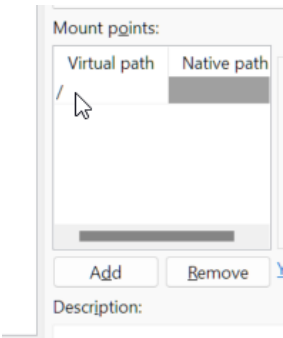 Mount points:
Virtual path Native path
/
Add Remove
Description: